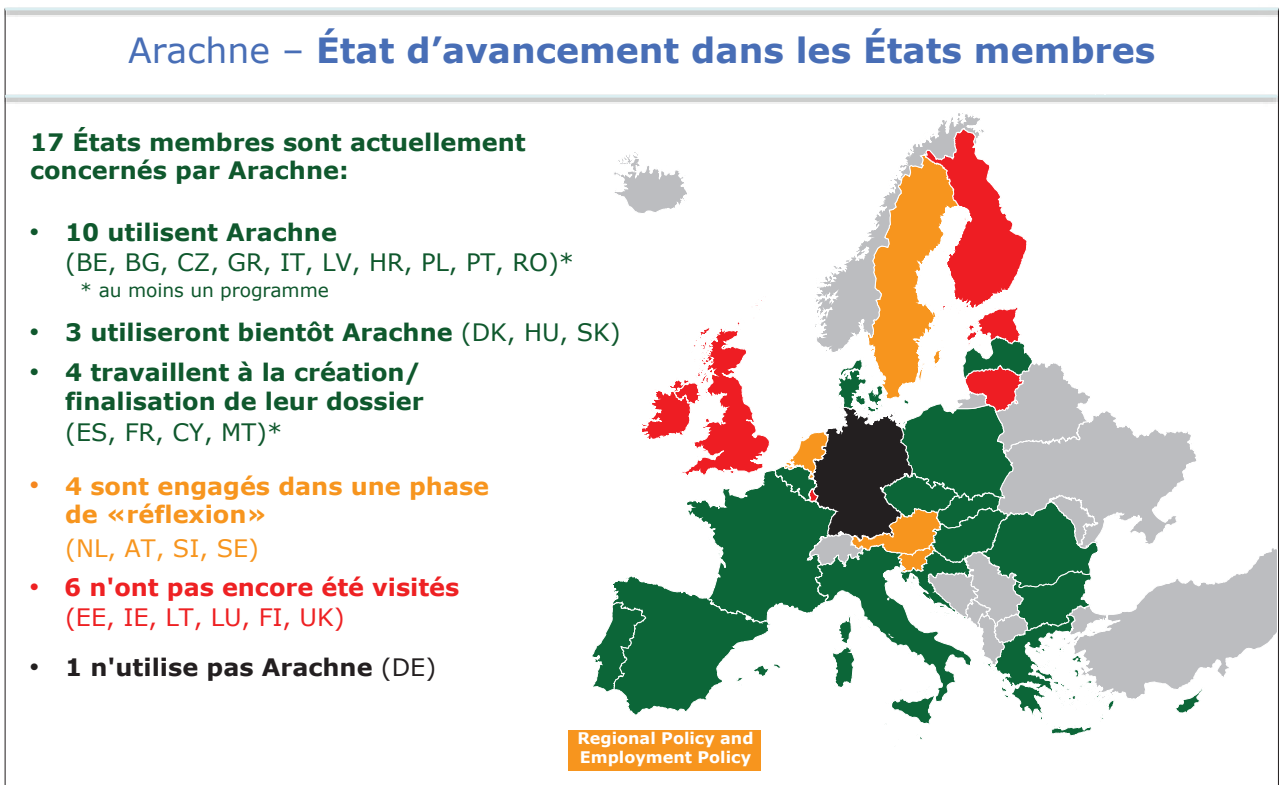 Arachne – État d’avancement dans les États membres
17 États membres sont actuellement
concernés par Arachne:
• 10 utilisent Arachne
(BE, BG, CZ, GR, IT, LV, HR, PL, PT, RO)*
* au moins un programme
• 3 utiliseront bientôt Arachne (DK, HU, SK)
• 4 travaillent à la création/
finalisation de leur dossier
(ES, FR, CY, MT)*
• 4 sont engagés dans une phase
de «réflexion»
(NL, AT, SI, SE)
• 6 n'ont pas encore été visités
(EE, IE, LT, LU, FI, UK)
• 1 n'utilise pas Arachne (DE)
Regional Policy and
Employment Policy